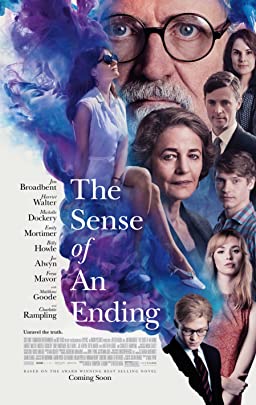 Jim
Broadbent
Harriet
Walter
Michelle
Dockery
Emily
Mortimer
Billy
Howle
Joe
Alwyn
Freya
Mavor
with
Matthew
Goode
and
Charlotte
Rampling
The
Sense
of
An
Ending
Unravel the truth.
BASED ON THE AWARD WINNING BEST SELLING NOVEL
Coming Soon